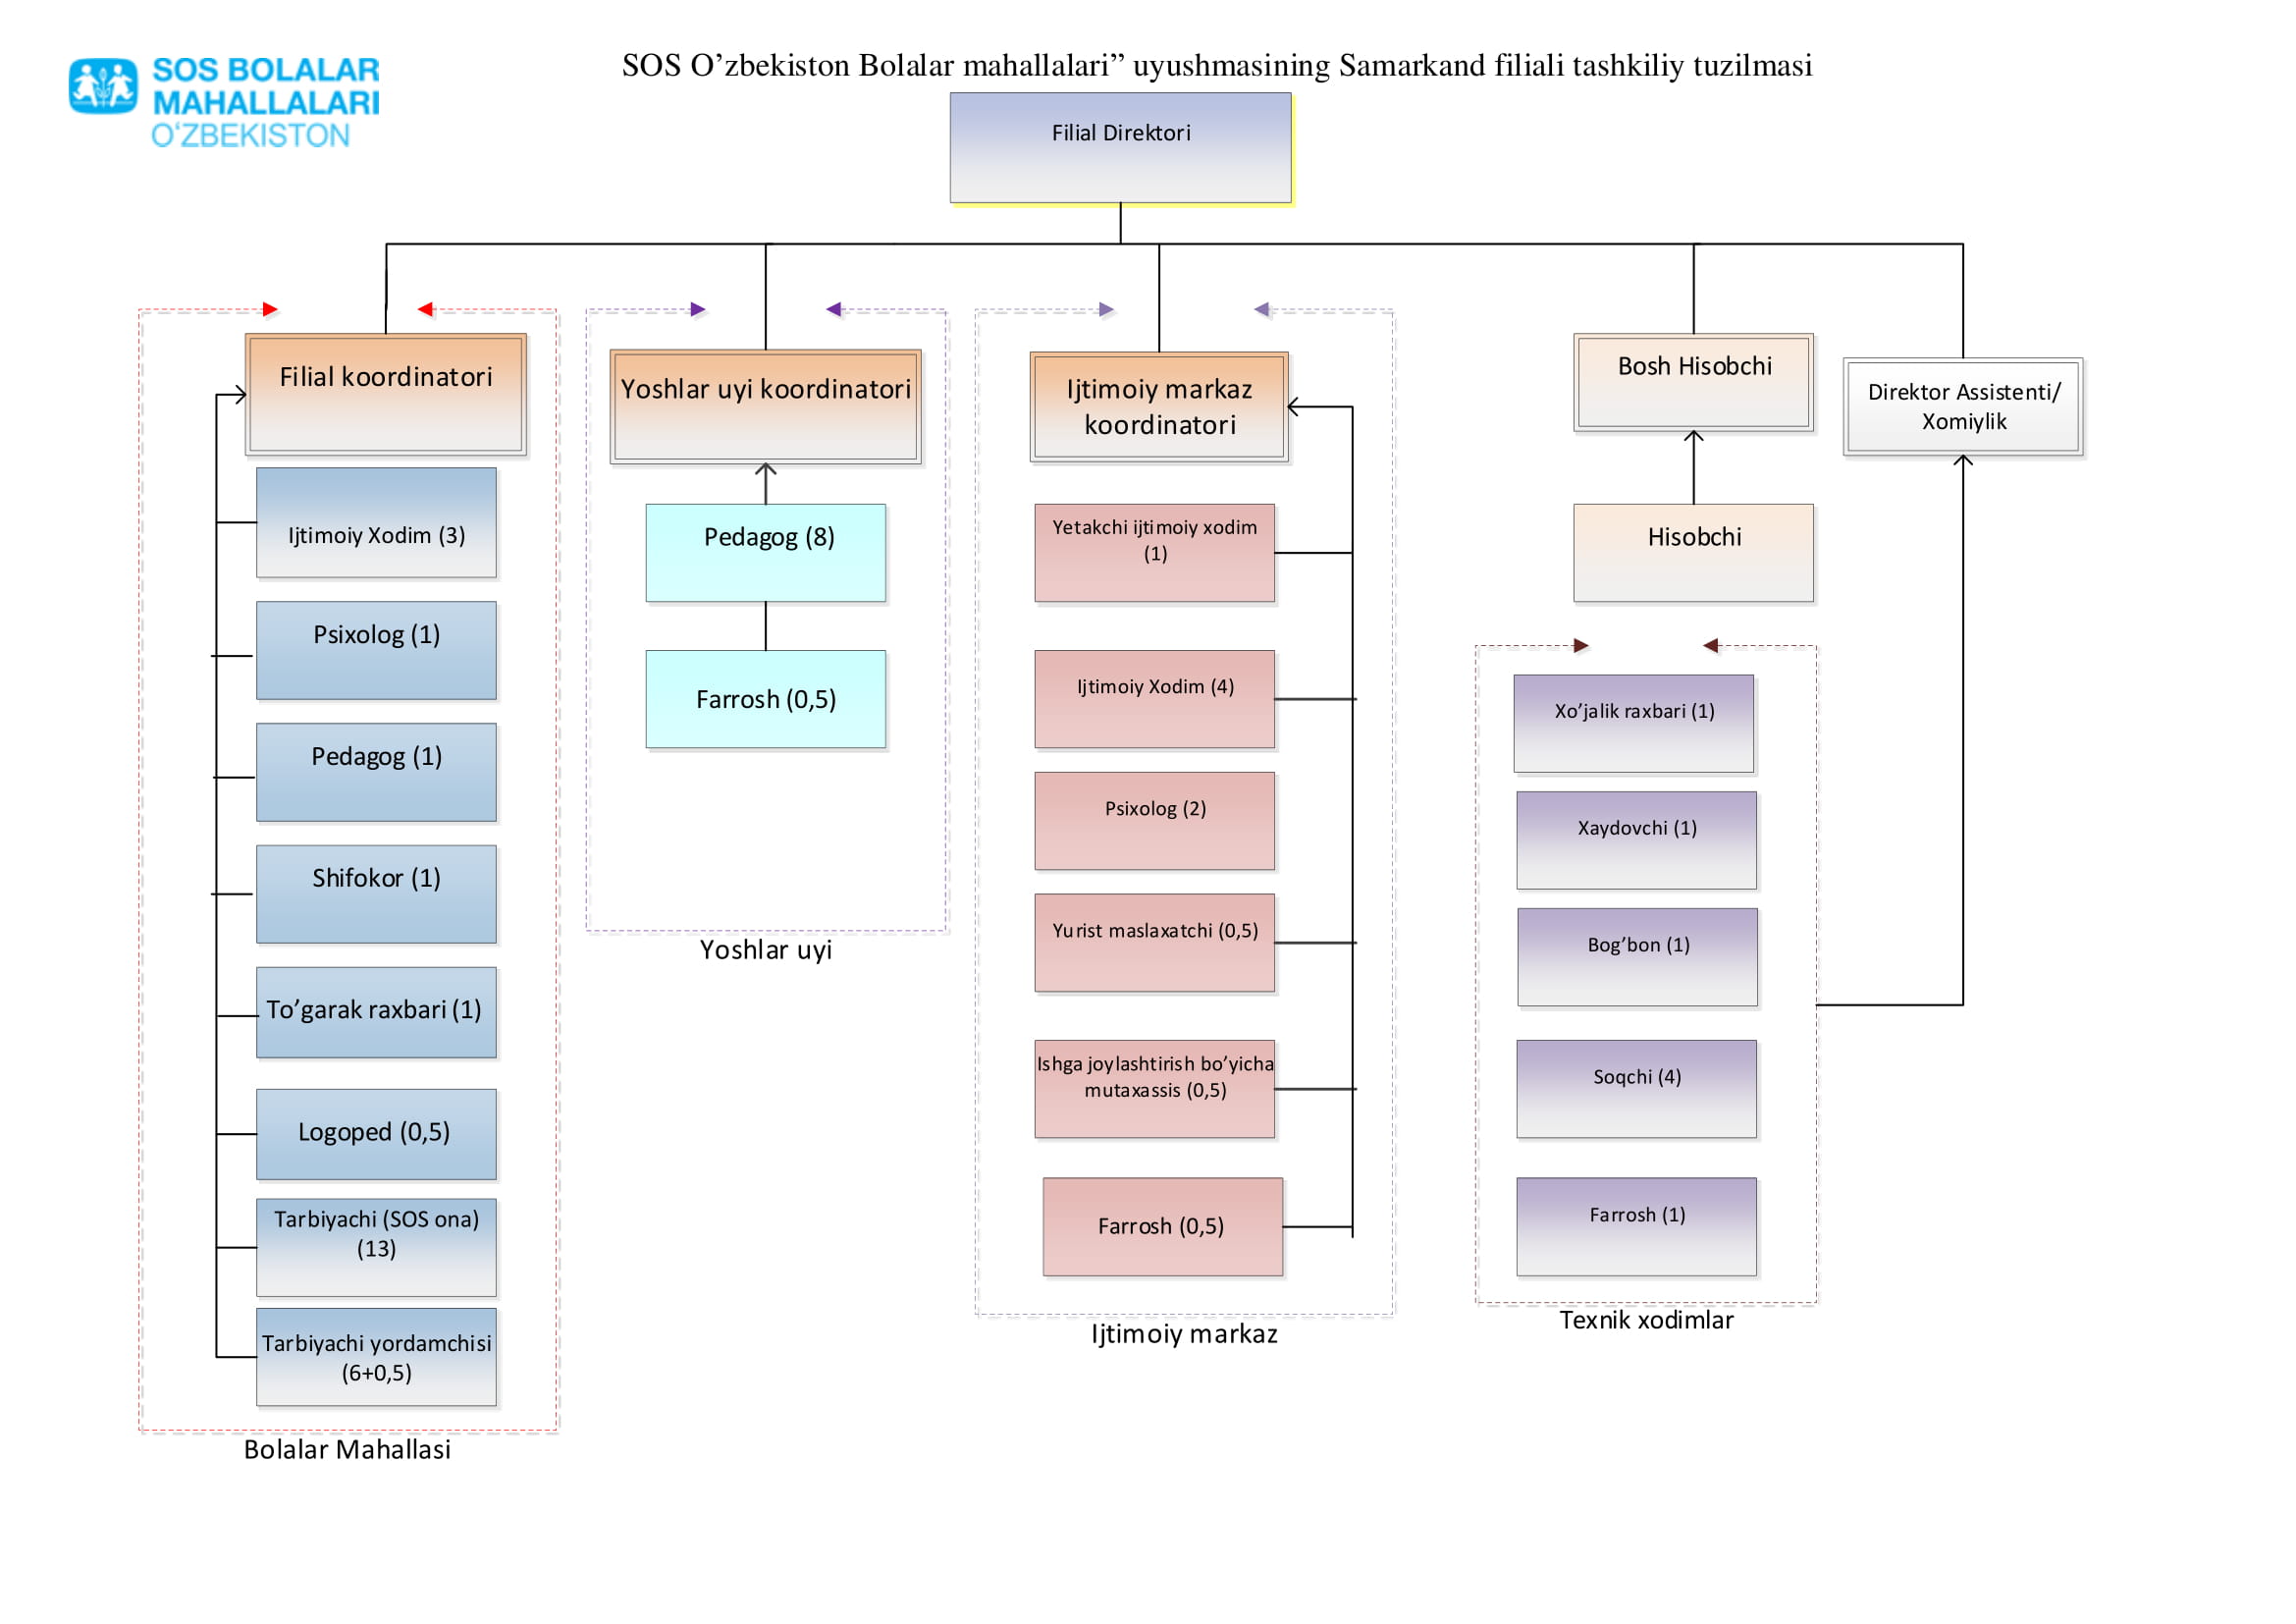 SOS BOLALAR
MAHALLALARI
O‘ZBEKISTON
SOS O’zbekiston Bolalar mahallalari” uyushmasining Samarkand filiali tashkiliy tuzilmasi
Filial Direktori
Filial koordinatori
Ijtimoiy Xodim (3)
Psixolog (1)
Pedagog (1)
Shifokor (1)
To’garak raxbari (1)
Logoped (0,5)
Tarbiyachi (SOS ona)
(13)
Tarbiyachi yordamchisi
(6+0,5)
Bolalar Mahallasi
Yoshlar uyi koordinatori
Pedagog (8)
Farrosh (0,5)
Yoshlar uyi
Ijtimoiy markaz
koordinatori
Yetakchi ijtimoiy xodim
(1)
Ijtimoiy Xodim (4)
Psixolog (2)
Yurist maslaxatchi (0,5)
Ishga joylashtirish bo’yicha
mutaxassis (0,5)
Farrosh (0,5)
Ijtimoiy markaz
Bosh Hisobchi
Hisobchi
Direktor Assistenti/
Xomiylik
Xo’jalik raxbari (1)
Xaydovchi (1)
Bog’bon (1)
Soqchi (4)
Farrosh (1)
Texnik xodimlar